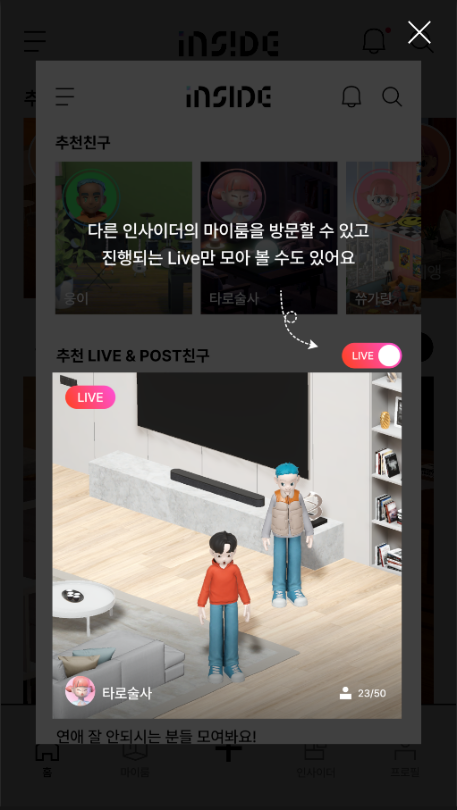 INSIDE
INSIDE
추천친구
다른 인사이더의 마이룸을 방문할 수 있고
진행되는 Live만 모아 볼 수도 있어요
웅이
타로술사
쓔가링
추천 LIVE & POST친구
LIVE
LIVE
타로술사
23/50
연애 잘 안되시는 분들 모여봐요!
홈
마이룸
인사이더
프로필